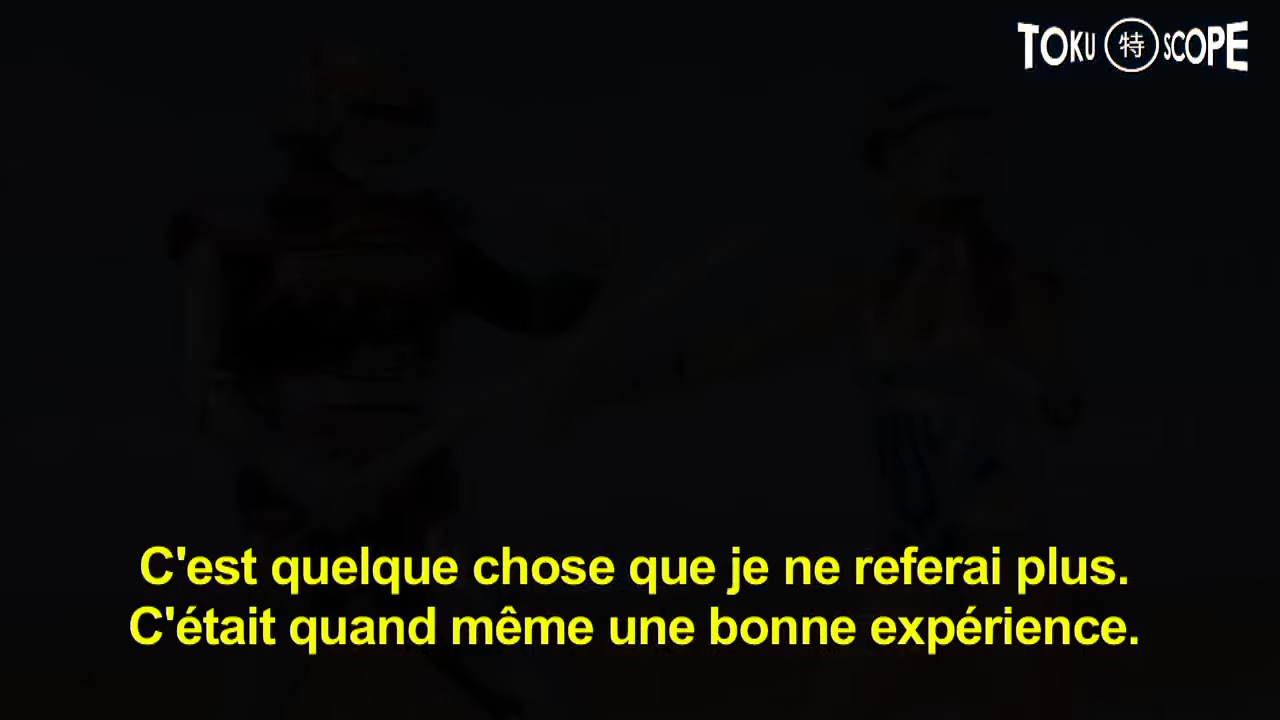 TOKU 特 SCOPE
C'est quelque chose que je ne referai plus.
C'était quand même une bonne expérience.